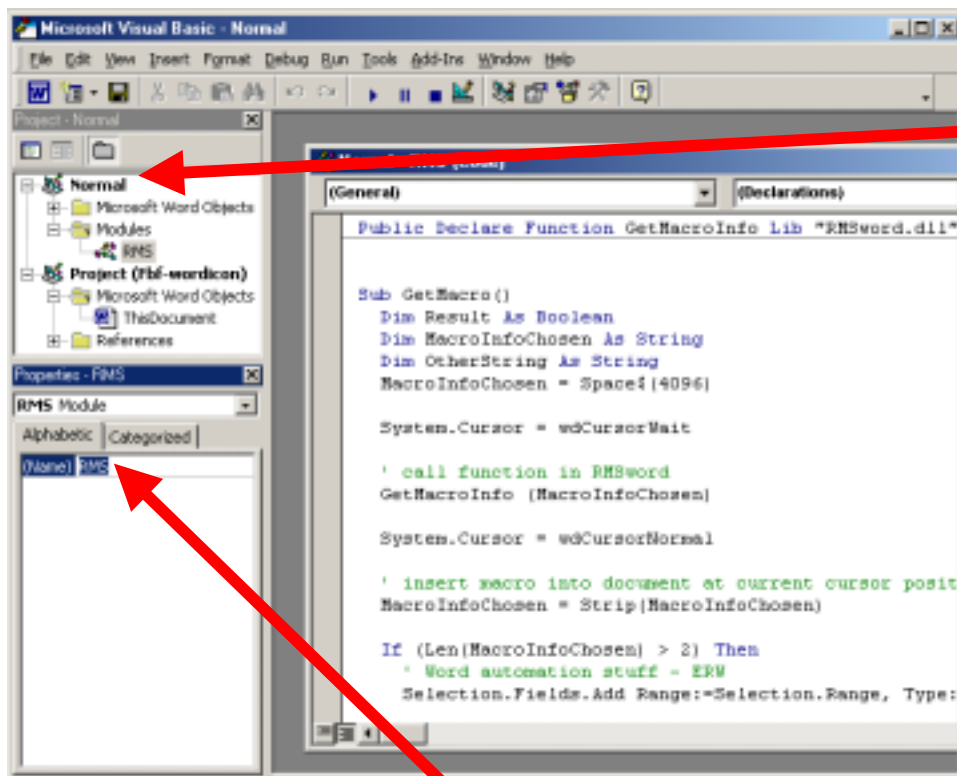 Microsoft Visual Basic - Normal
File Edit View Insert Format Debug Run Tools Add-Ins Window Help
Project - Normal
Normal
Microsoft Word Objects
Modules
RMS
Project (Fbf-wordicon)
Microsoft Word Objects
ThisDocument
References
Properties - RMS
RMS Module
Alphabetic Categorized
(Name) RMS
(Code)
(General) (Declarations)
Public Declare Function GetMacroInfo Lib "RMSword.dll"
Sub GetMacro()
Dim Result As Boolean
Dim MacroInfoChosen As String
Dim OtherString As String
MacroInfoChosen = Space$(4096)
System.Cursor = wdCursorWait
' call function in RMSword
GetMacroInfo (MacroInfoChosen)
System.Cursor = wdCursorNormal
' insert macro into document at current cursor posit
MacroInfoChosen = Strip(MacroInfoChosen)
If (Len(MacroInfoChosen) > 2) Then
' Word automation stuff - ERW
Selection.Fields.Add Range:=Selection.Range, Type: